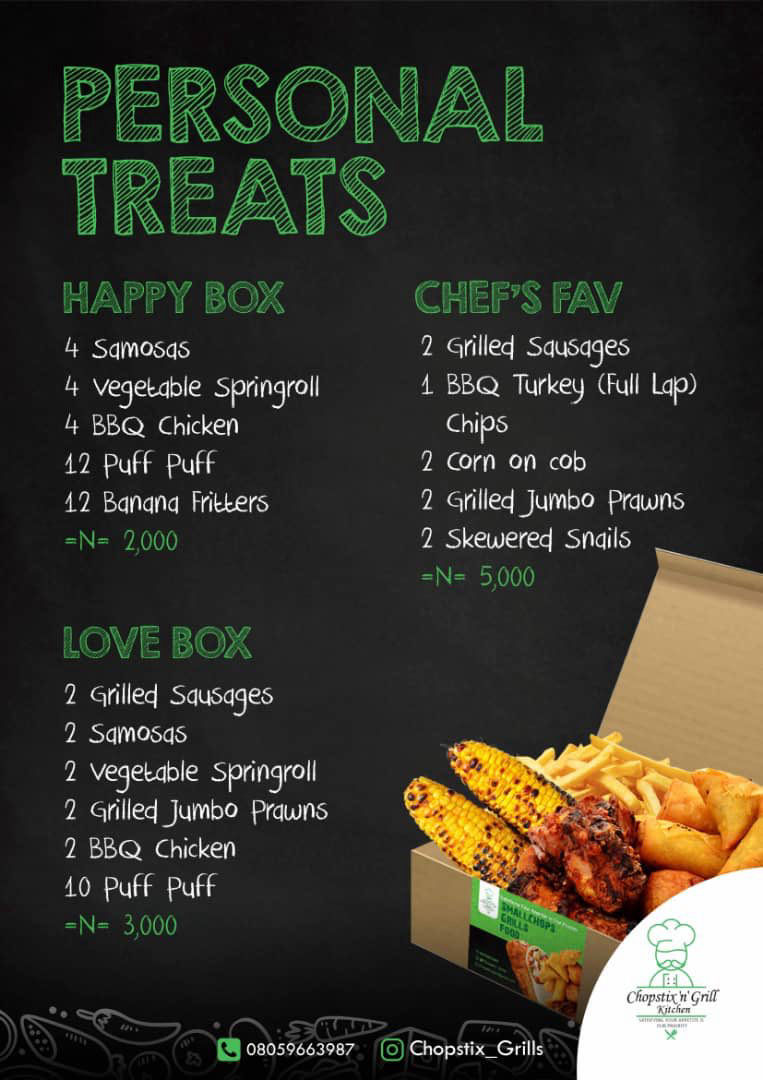 PERSONAL
TREATS
HAPPY BOX
4 Samosas
4 Vegetable Springroll
4 BBQ Chicken
12 Puff Puff
12 Banana Fritters
=N= 2,000
CHEF'S FAV
2 Grilled Sausages
1 BBQ Turkey (Full Lap)
Chips
2 Corn on cob
2 Grilled Jumbo Prawns
2 Skewered Snails
=N= 5,000
LOVE BOX
2 Grilled Sausages
2 Samosas
2 Vegetable Springroll
2 Grilled Jumbo Prawns
2 BBQ Chicken
10 Puff Puff
=N= 3,000
SMALLCHOPS
GRILLS
FOOD
Chopstix 'n' Grill
Kitchen
SATISFYING YOUR APPETITE IS
OUR PRIORITY
08059663987
Chopstix_Grills